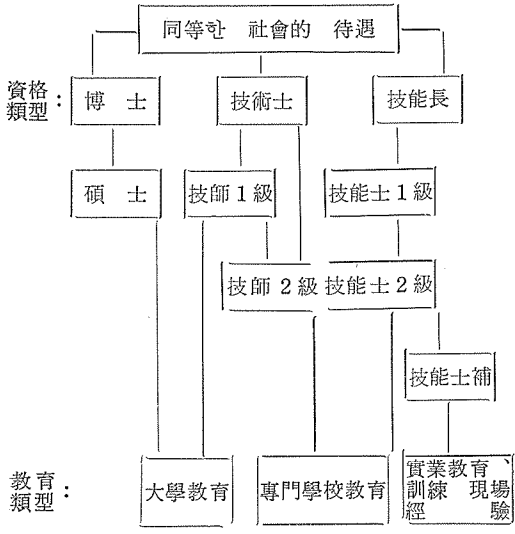 同等한 社會的 待遇
資格
類型 :
博 士
技術士
技能長
碩 士
技師 1 級
技能士 1 級
技師 2 級
技能士 2 級
技能士補
教育
類型 :
大學教育
專門學校教育
實業教育、
訓練 現場
經 驗